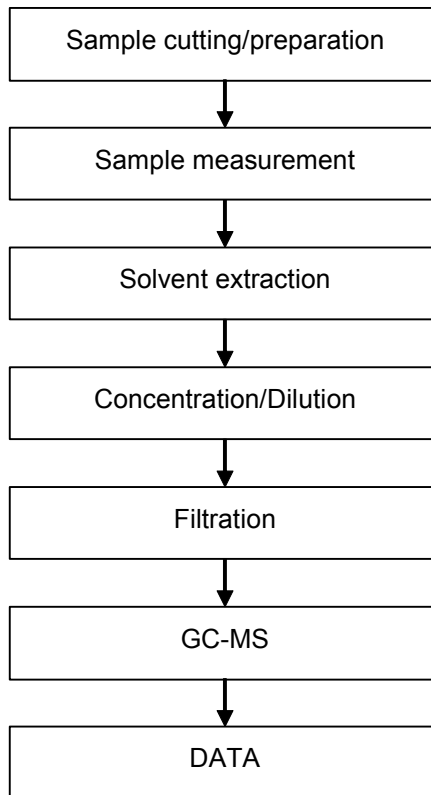 Sample cutting/preparation
Sample measurement
Solvent extraction
Concentration/Dilution
Filtration
GC-MS
DATA